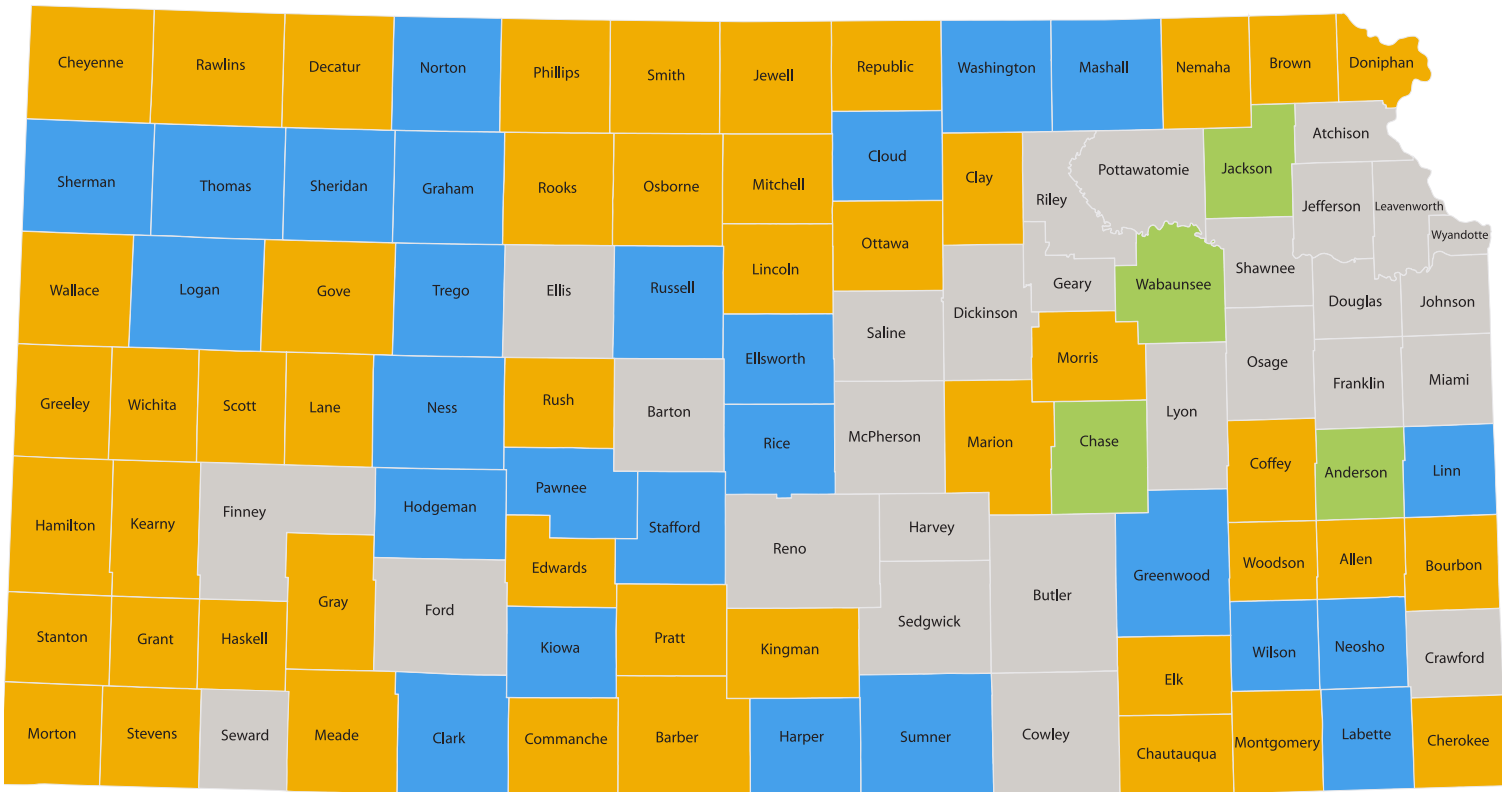 Cheyenne
Rawlins
Decatur
Norton
Phillips
Smith
Jewell
Republic
Washington
Mashall
Nemaha
Brown
Doniphan
Sherman
Thomas
Sheridan
Graham
Rooks
Osborne
Mitchell
Cloud
Clay
Riley
Pottawatomie
Jackson
Atchison
Jefferson
Leavenworth
Wyandotte
Wallace
Logan
Gove
Trego
Ellis
Russell
Lincoln
Ottawa
Saline
Dickinson
Geary
Wabaunsee
Shawnee
Douglas
Johnson
Greeley
Wichita
Scott
Lane
Ness
Rush
Barton
Ellsworth
Rice
McPherson
Marion
Morris
Chase
Lyon
Osage
Franklin
Miami
Hamilton
Kearny
Finney
Hodgeman
Pawnee
Stafford
Reno
Harvey
Coffey
Anderson
Linn
Stanton
Grant
Haskell
Gray
Ford
Edwards
Kiowa
Pratt
Kingman
Sedgwick
Butler
Greenwood
Woodson
Allen
Bourbon
Wilson
Neosho
Crawford
Morton
Stevens
Seward
Meade
Clark
Commanche
Barber
Harper
Sumner
Cowley
Elk
Chautauqua
Montgomery
Labette
Cherokee